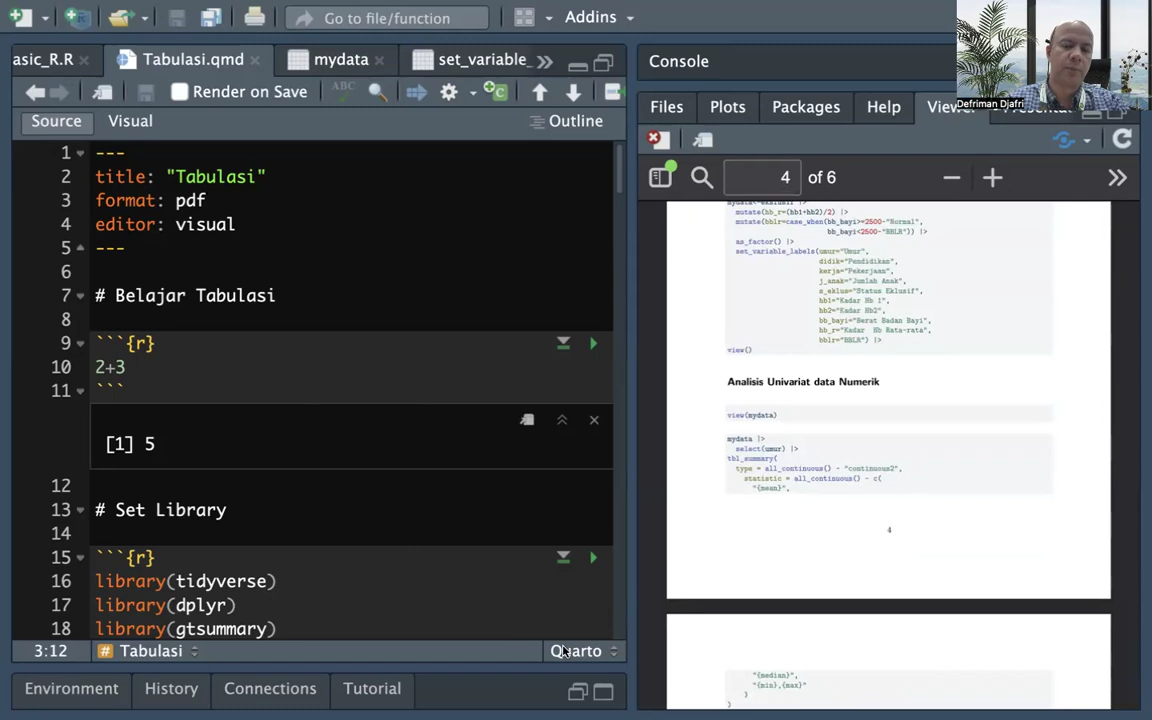 Go to file/function
Addins
asic_R.R
Tabulasi.qmd
mydata
set_variable_
Render on Save
ABC
Source
Visual
Outline
1 ---
2 title: "Tabulasi"
3 format: pdf
4 editor: visual
5 ---
6
7 # Belajar Tabulasi
8
9 ```{r}
10 2+3
11 ```
[1] 5
12
13 # Set Library
14
15 ```{r}
16 library(tidyverse)
17 library(dplyr)
18 library(gtsummary)
3:12
# Tabulasi
Quarto
Environment
History
Connections
Tutorial
Console
Defriman Djafri
Files
Plots
Packages
Help
Viewer
4 of 6
mutate(hb_r=(hb1+hb2)/2) |>
mutate(bblr=case_when(bb_bayi>=2500~"Normal",
bb_bayi<2500~"BBLR")) |>
as_factor() |>
set_variable_labels(umur="Umur",
didik="Pendidikan",
kerja="Pekerjaan",
j_anak="Jumlah Anak",
s_eklus="Status Eklusif",
hb1="Kadar Hb 1",
hb2="Kadar Hb2",
bb_bayi="Berat Badan Bayi",
hb_r="Kadar Hb Rata-rata",
bblr="BBLR") |>
view()
Analisis Univariat data Numerik
view(mydata)
mydata |>
select(umur) |>
tbl_summary(
type = all_continuous() ~ "continuous2",
statistic = all_continuous() ~ c(
"{mean}",
4
"{median}",
"{min},{max}"
)
)